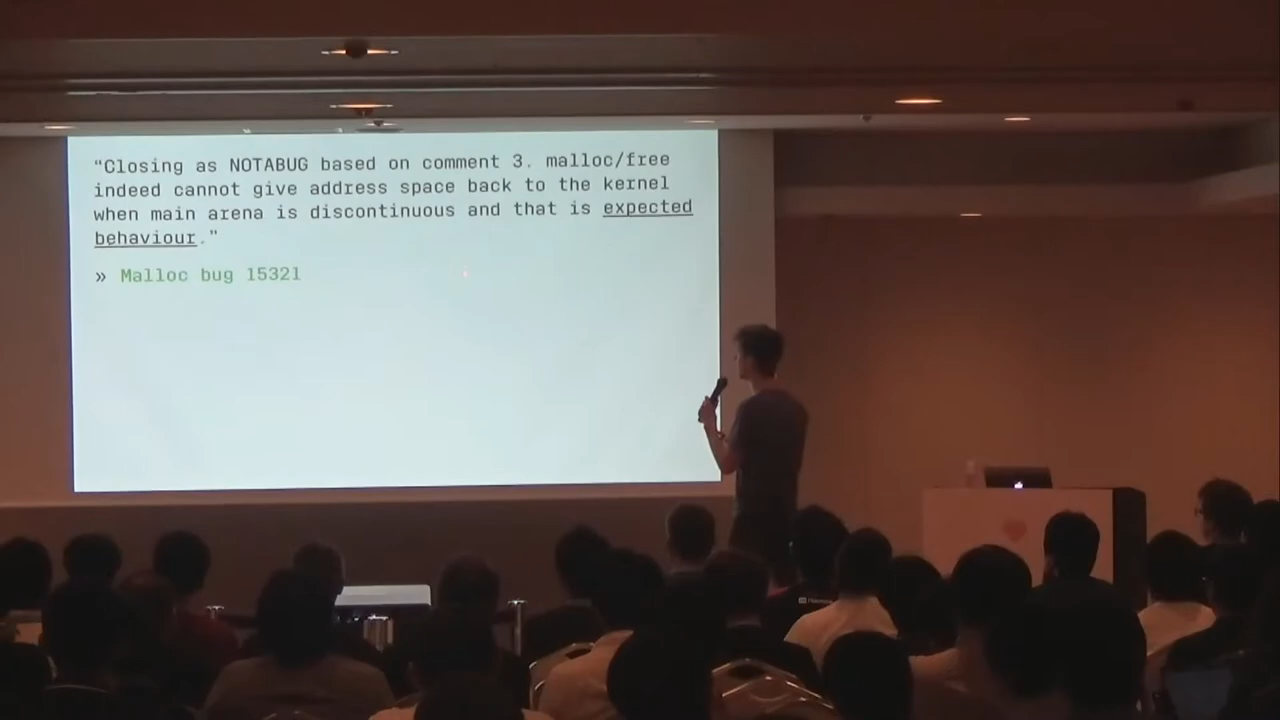 "Closing as NOTABUG based on comment 3. malloc/free
indeed cannot give address space back to the kernel
when main arena is discontinuous and that is expected
behaviour."
» Malloc bug 15321